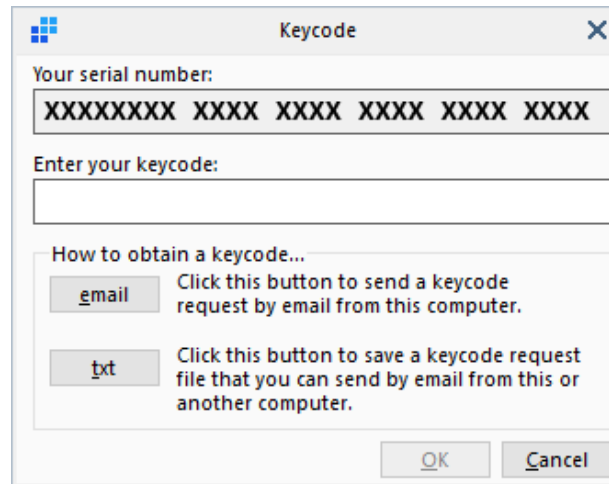 Keycode
Your serial number:
XXXXXXXX XXXX XXXX XXXX XXXX XXXX
Enter your keycode:
How to obtain a keycode...
email
Click this button to send a keycode
request by email from this computer.
txt
Click this button to save a keycode request
file that you can send by email from this or
another computer.
OK
Cancel